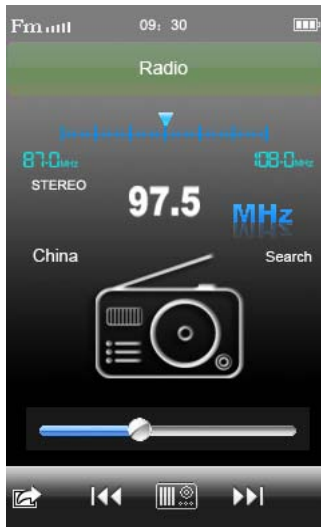 Fm 09: 30
Radio
87.0MHz 108.0MHz
STEREO
97.5 MHz
China Search